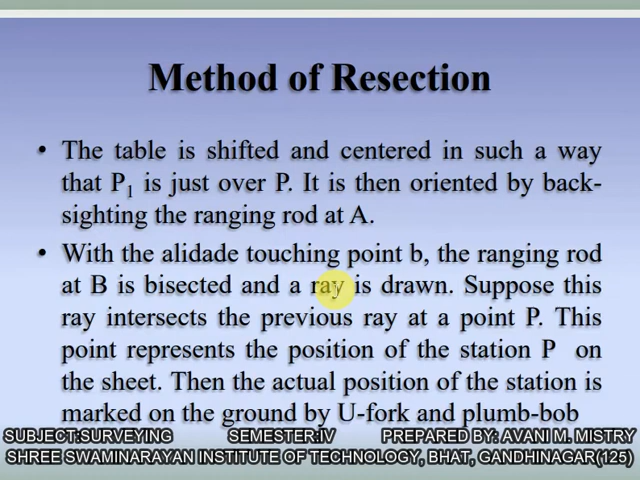 Method of Resection
• The table is shifted and centered in such a way
that P₁ is just over P. It is then oriented by back-
sighting the ranging rod at A.
• With the alidade touching point b, the ranging rod
at B is bisected and a ray is drawn. Suppose this
ray intersects the previous ray at a point P. This
point represents the position of the station P on
the sheet. Then the actual position of the station is
marked on the ground by U-fork and plumb-bob
SUBJECT:SURVEYING SEMESTER:IV PREPARED BY: AVANI M. MISTRY
SHREE SWAMINARAYAN INSTITUTE OF TECHNOLOGY, BHAT, GANDHINAGAR(125)